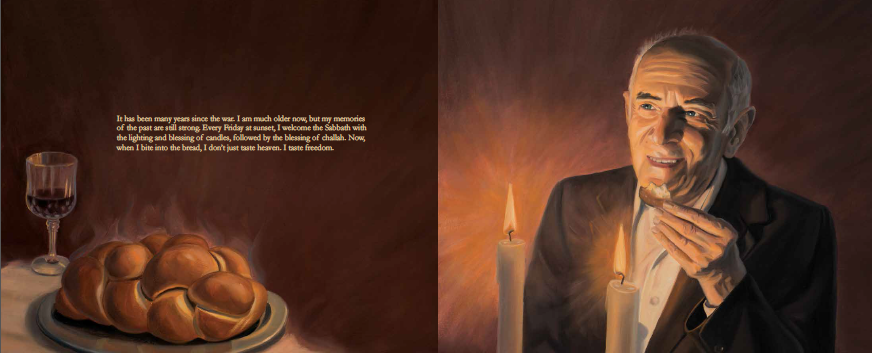 It has been many years since the war. I am much older now, but my memories
of the past are still strong. Every Friday at sunset, I welcome the Sabbath with
the lighting and blessing of candles, followed by the blessing of challah. Now,
when I bite into the bread, I don't just taste heaven. I taste freedom.